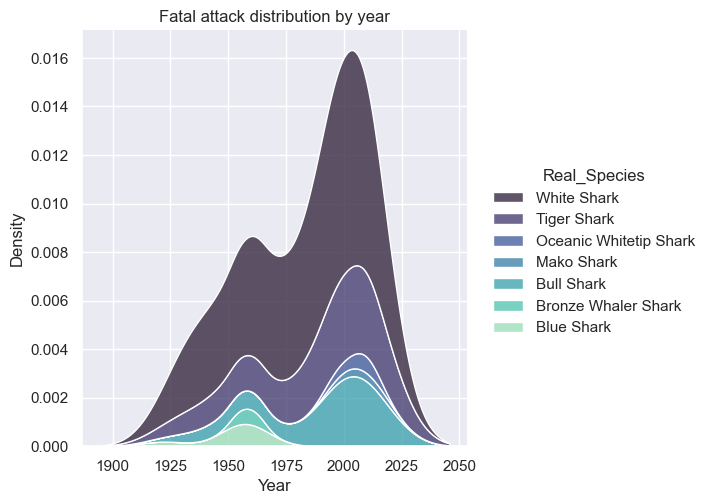 Fatal attack distribution by year
0.016
0.014
0.012
0.010
0.008
0.006
0.004
0.002
0.000
Density
1900 1925 1950 1975 2000 2025 2050
Year
Real_Species
White Shark
Tiger Shark
Oceanic Whitetip Shark
Mako Shark
Bull Shark
Bronze Whaler Shark
Blue Shark